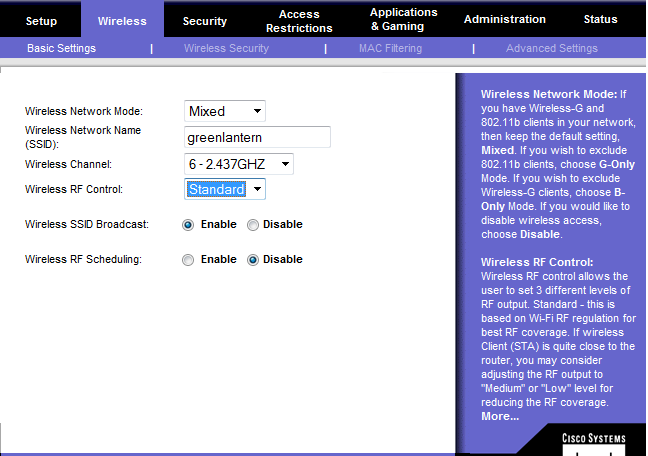 Setup Wireless Security Access Restrictions Applications & Gaming Administration Status
Basic Settings | Wireless Security | MAC Filtering | Advanced Settings
Wireless Network Mode: Mixed
Wireless Network Name (SSID): greenlantern
Wireless Channel: 6 - 2.437GHZ
Wireless RF Control: Standard
Wireless SSID Broadcast: Enable Disable
Wireless RF Scheduling: Enable Disable
Wireless Network Mode: If
you have Wireless-G and
802.11b clients in your network,
then keep the default setting,
Mixed. If you wish to exclude
802.11b clients, choose G-Only
Mode. If you wish to exclude
Wireless-G clients, choose B-
Only Mode. If you would like to
disable wireless access,
choose Disable.
Wireless RF Control:
Wireless RF control allows the
user to set 3 different levels of
RF output. Standard - this is
based on Wi-Fi RF regulation for
best RF coverage. If wireless
Client (STA) is quite close to the
router, you may consider
adjusting the RF output to
"Medium" or "Low" level for
reducing the RF coverage.
More...
CISCO SYSTEMS